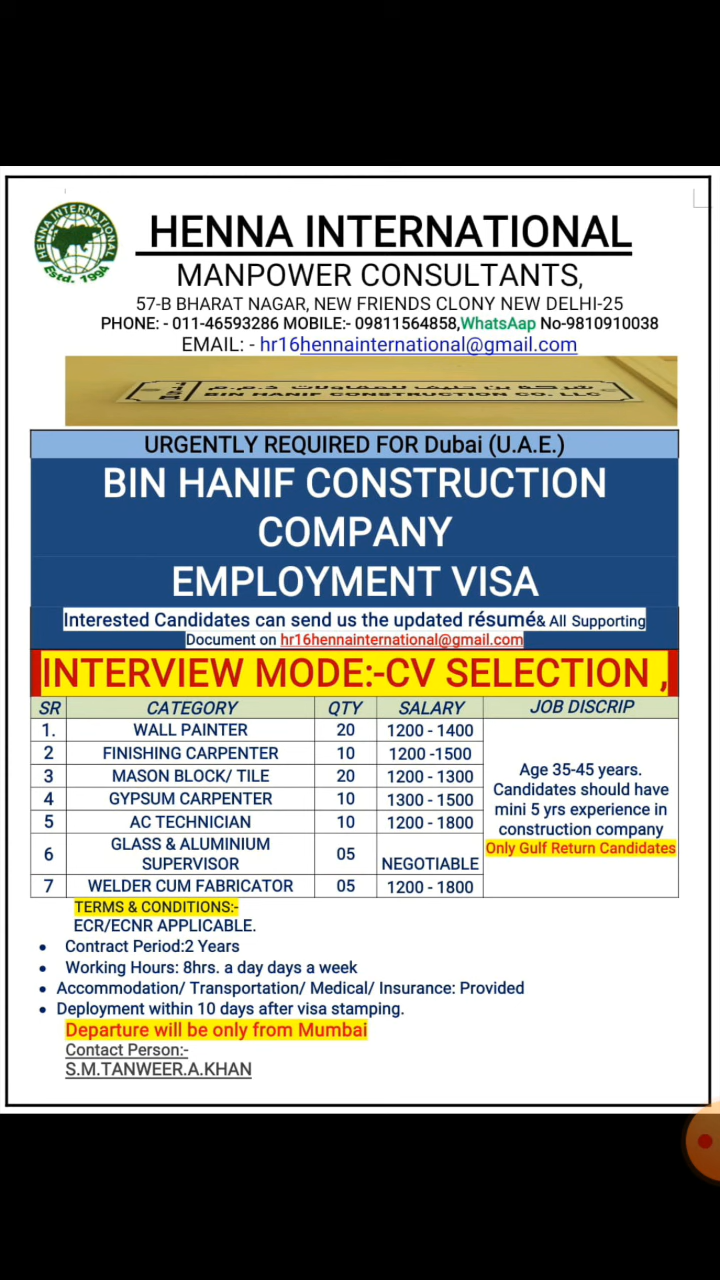 HENNA INTERNATIONAL
Estd. 1994
HENNA INTERNATIONAL
MANPOWER CONSULTANTS,
57-B BHARAT NAGAR, NEW FRIENDS CLONY NEW DELHI-25
PHONE: - 011-46593286 MOBILE:- 09811564858,WhatsAap No-9810910038
EMAIL: - hr16hennainternational@gmail.com
BIN HANIF CONSTRUCTION CO. LLC
URGENTLY REQUIRED FOR Dubai (U.A.E.)
BIN HANIF CONSTRUCTION
COMPANY
EMPLOYMENT VISA
Interested Candidates can send us the updated résumé& All Supporting
Document on hr16hennainternational@gmail.com
INTERVIEW MODE:-CV SELECTION ,
SR CATEGORY QTY SALARY JOB DISCRIP
1. WALL PAINTER 20 1200 - 1400
2 FINISHING CARPENTER 10 1200 -1500
3 MASON BLOCK/ TILE 20 1200 - 1300
4 GYPSUM CARPENTER 10 1300 - 1500
5 AC TECHNICIAN 10 1200 - 1800
6 GLASS & ALUMINIUM SUPERVISOR 05 NEGOTIABLE
7 WELDER CUM FABRICATOR 05 1200 - 1800
Age 35-45 years.
Candidates should have
mini 5 yrs experience in
construction company
Only Gulf Return Candidates
TERMS & CONDITIONS:-
ECR/ECNR APPLICABLE.
• Contract Period:2 Years
• Working Hours: 8hrs. a day days a week
• Accommodation/ Transportation/ Medical/ Insurance: Provided
• Deployment within 10 days after visa stamping.
Departure will be only from Mumbai
Contact Person:-
S.M.TANWEER.A.KHAN